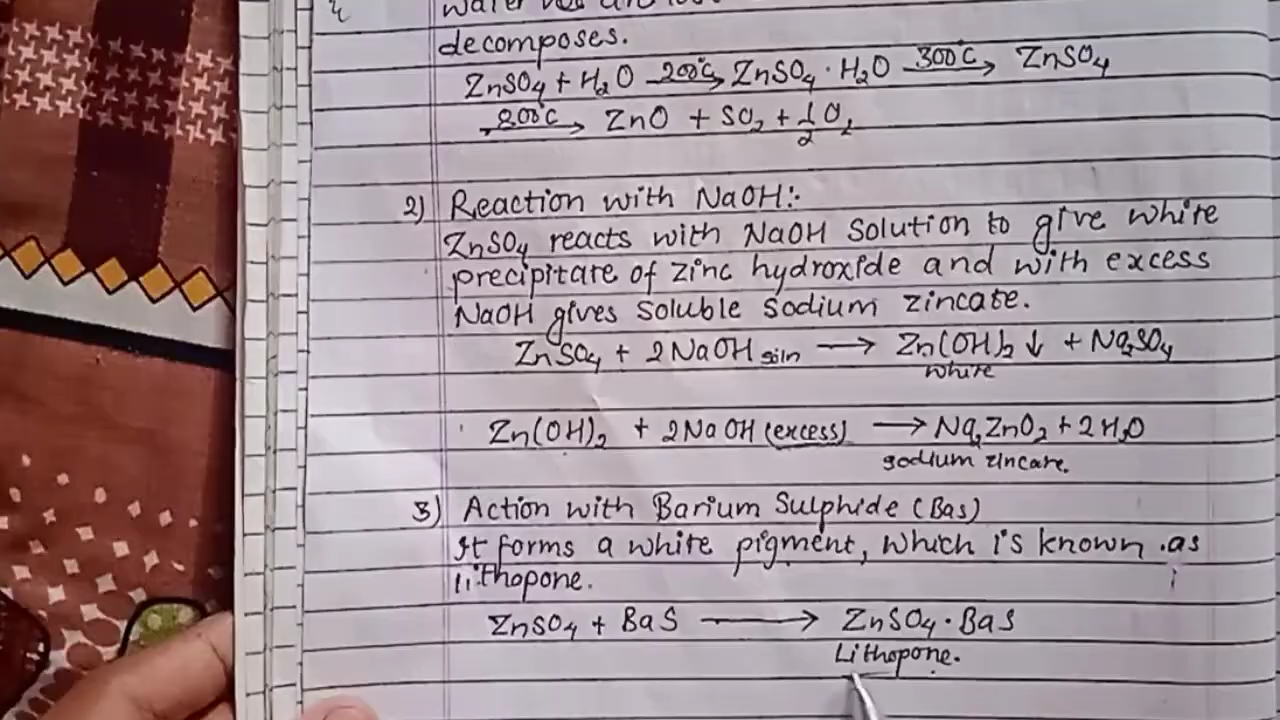 decomposes.
ZnSO₄ + H₂O —200°C→ ZnSO₄·H₂O —300°C→ ZnSO₄
—800°C→ ZnO + SO₂ + 1/2 O₂
2) Reaction with NaOH:-
ZnSO₄ reacts with NaOH Solution to give white
precipitate of zinc hydroxide and with excess
NaOH gives soluble sodium zincate.
ZnSO₄ + 2NaOH soln → Zn(OH)₂ ↓ + Na₂SO₄
white
Zn(OH)₂ + 2NaOH (excess) → Na₂ZnO₂ + 2H₂O
sodium zincate.
3) Action with Barium Sulphide (BaS)
It forms a white pigment, which is known as
lithopone.
ZnSO₄ + BaS → ZnSO₄·BaS
Lithopone.